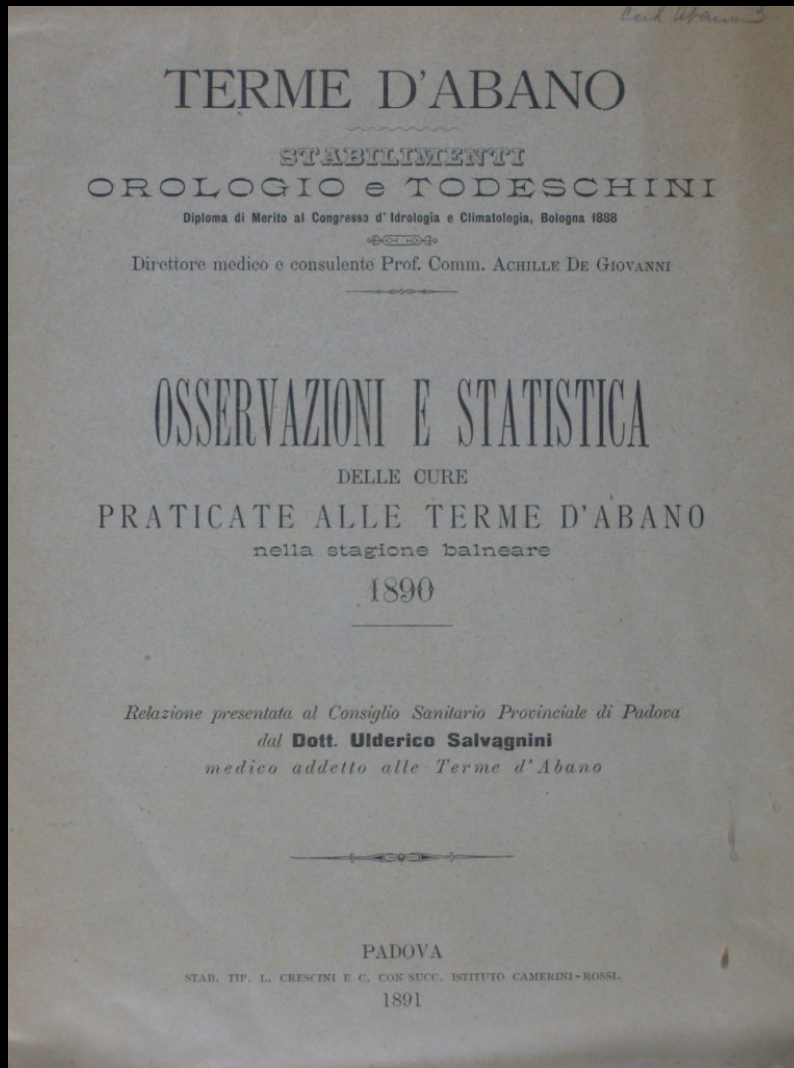 TERME D'ABANO
STABILIMENTI
OROLOGIO e TODESCHINI
Diploma di Merito al Congresso d' Idrologia e Climatologia, Bologna 1888
Direttore medico e consulente Prof. Comm. ACHILLE DE GIOVANNI
OSSERVAZIONI E STATISTICA
DELLE CURE
PRATICATE ALLE TERME D'ABANO
nella stagione balneare
1890
Relazione presentata al Consiglio Sanitario Provinciale di Padova
dal Dott. Ulderico Salvagnini
medico addetto alle Terme d'Abano
PADOVA
STAB. TIP. L. CRESCINI E C. CON SUCC. ISTITUTO CAMERINI-ROSSI.
1891